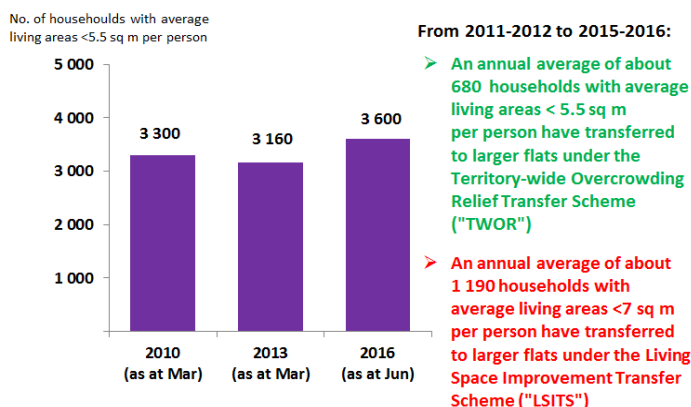 No. of househoulds with average
living areas <5.5 sq m per person
5 000
4 000
3 000
2 000
1 000
3 300
3 160
3 600
2010
(as at Mar)
2013
(as at Mar)
2016
(as at Jun)
From 2011-2012 to 2015-2016:
An annual average of about
680 households with average
living areas < 5.5 sq m
per person have transferred
to larger flats under the
Territory-wide Overcrowding
Relief Transfer Scheme
("TWOR")
An annual average of about
1 190 households with
average living areas <7 sq m
per person have transferred
to larger flats under the Living
Space Improvement Transfer
Scheme ("LSITS")